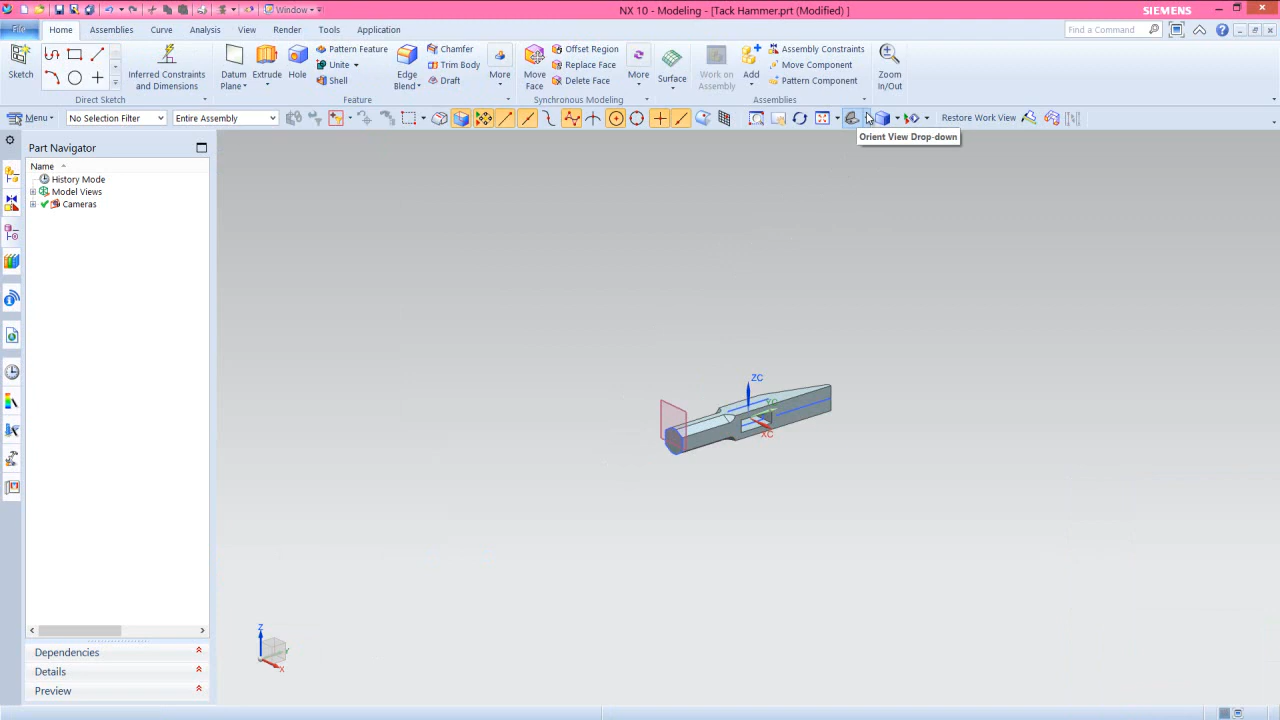 NX 10 - Modeling - [Tack Hammer.prt (Modified) ]
SIEMENS
Window
File
Home
Assemblies
Curve
Analysis
View
Render
Tools
Application
Find a Command
Sketch
Direct Sketch
Inferred Constraints and Dimensions
Datum Plane
Extrude
Hole
Pattern Feature
Unite
Shell
Edge Blend
Chamfer
Trim Body
Draft
More
Feature
Move Face
Offset Region
Replace Face
Delete Face
More
Surface
Synchronous Modeling
Work on Assembly
Add
Assembly Constraints
Move Component
Pattern Component
Assemblies
Zoom In/Out
Menu
No Selection Filter
Entire Assembly
Restore Work View
Orient View Drop-down
Part Navigator
Name
History Mode
Model Views
Cameras
ZC
YC
XC
Z
Y
X
Dependencies
Details
Preview